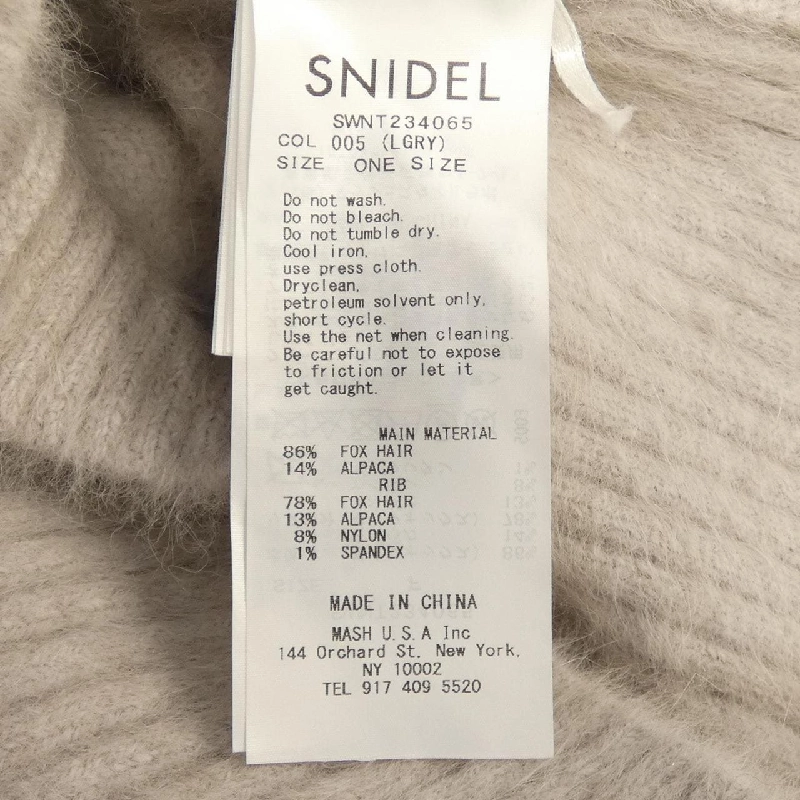 SNIDEL
SWNT234065
COL 005 (LGRY)
SIZE ONE SIZE
Do not wash.
Do not bleach.
Do not tumble dry.
Cool iron,
use press cloth.
Dryclean,
petroleum solvent only,
short cycle.
Use the net when cleaning.
Be careful not to expose
to friction or let it
get caught.
MAIN MATERIAL
86% FOX HAIR
14% ALPACA
RIB
78% FOX HAIR
13% ALPACA
8% NYLON
1% SPANDEX
MADE IN CHINA
MASH U.S.A Inc
144 Orchard St. New York,
NY 10002
TEL 917 409 5520